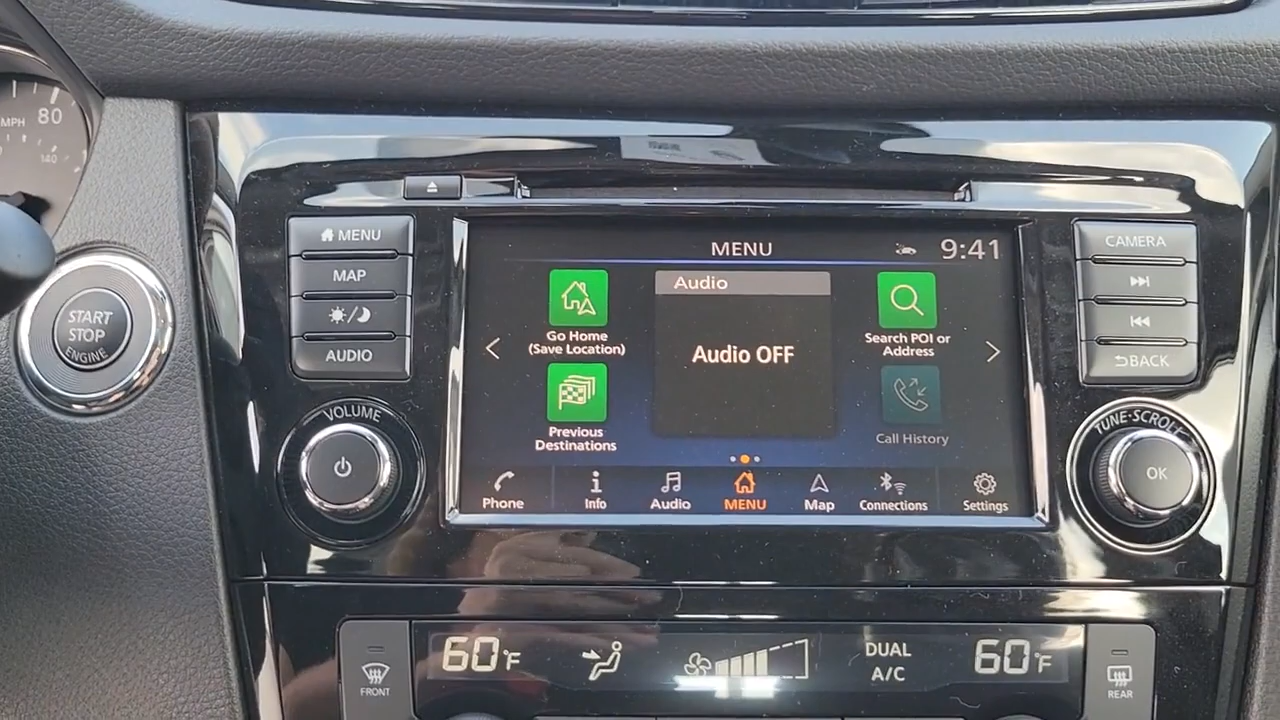 80
MPH
140
START
STOP
ENGINE
MENU
MAP
AUDIO
VOLUME
MENU
9:41
Go Home
(Save Location)
Previous
Destinations
Audio
Audio OFF
Search POI or
Address
Call History
Phone
Info
Audio
MENU
Map
Connections
Settings
CAMERA
BACK
TUNE·SCROLL
OK
FRONT
60°F
DUAL
A/C
60°F
REAR